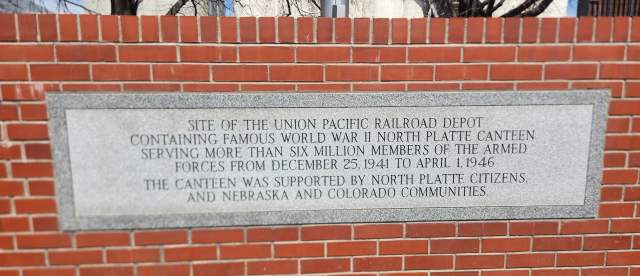 SITE OF THE UNION PACIFIC RAILROAD DEPOT
CONTAINING FAMOUS WORLD WAR II NORTH PLATTE CANTEEN
SERVING MORE THAN SIX MILLION MEMBERS OF THE ARMED
FORCES FROM DECEMBER 25, 1941 TO APRIL 1, 1946
THE CANTEEN WAS SUPPORTED BY NORTH PLATTE CITIZENS,
AND NEBRASKA AND COLORADO COMMUNITIES.